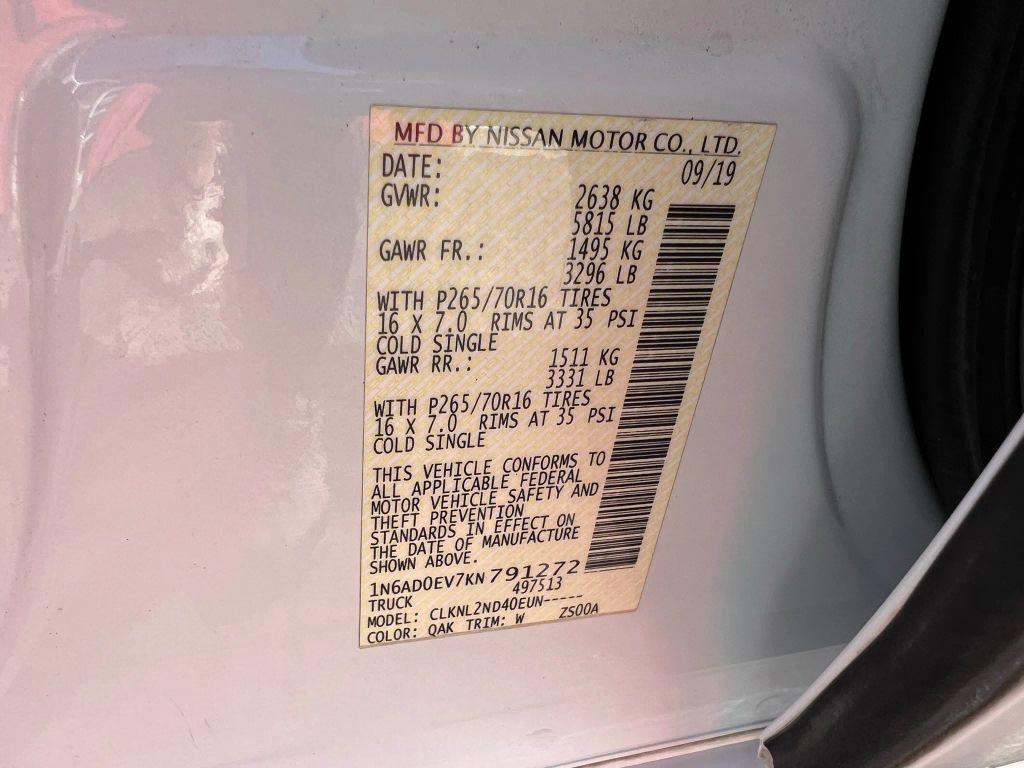 MFD BY NISSAN MOTOR CO., LTD.
DATE: 09/19
GVWR: 2638 KG
5815 LB
GAWR FR.: 1495 KG
3296 LB
WITH P265/70R16 TIRES
16 X 7.0 RIMS AT 35 PSI
COLD SINGLE
GAWR RR.: 1511 KG
3331 LB
WITH P265/70R16 TIRES
16 X 7.0 RIMS AT 35 PSI
COLD SINGLE
THIS VEHICLE CONFORMS TO
ALL APPLICABLE FEDERAL
MOTOR VEHICLE SAFETY AND
THEFT PREVENTION
STANDARDS IN EFFECT ON
THE DATE OF MANUFACTURE
SHOWN ABOVE.
1N6AD0EV7KN791272
TRUCK 497513
MODEL: CLKNL2ND40EUN-----
COLOR: QAK TRIM: W ZS00A